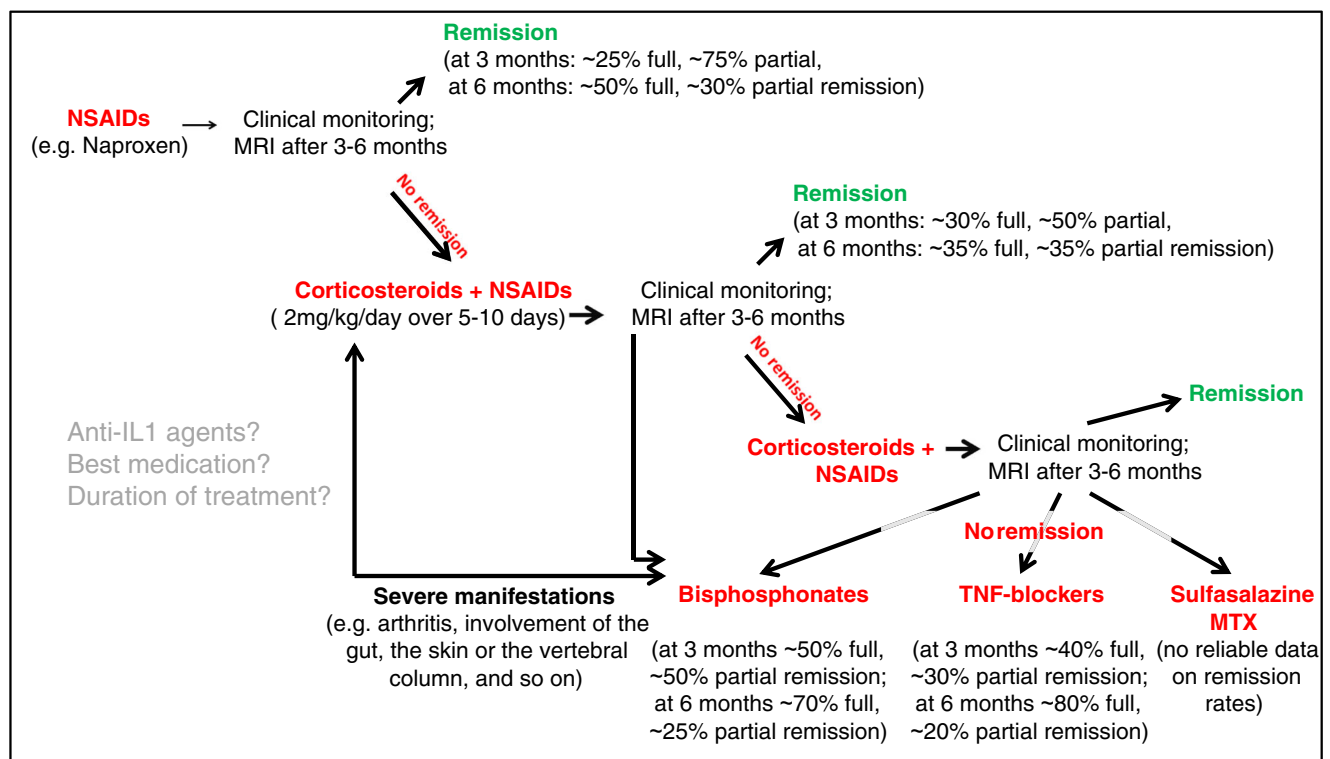 Remission
(at 3 months: ~25% full, ~75% partial,
at 6 months: ~50% full, ~30% partial remission)
NSAIDs
(e.g. Naproxen)
Clinical monitoring;
MRI after 3-6 months
No remission
Remission
(at 3 months: ~30% full, ~50% partial,
at 6 months: ~35% full, ~35% partial remission)
Corticosteroids + NSAIDs
( 2mg/kg/day over 5-10 days)
Clinical monitoring;
MRI after 3-6 months
No remission
Remission
Corticosteroids +
NSAIDs
Clinical monitoring;
MRI after 3-6 months
Anti-IL1 agents?
Best medication?
Duration of treatment?
No remission
Severe manifestations
(e.g. arthritis, involvement of the
gut, the skin or the vertebral
column, and so on)
Bisphosphonates
(at 3 months ~50% full,
~50% partial remission;
at 6 months ~70% full,
~25% partial remission)
TNF-blockers
(at 3 months ~40% full,
~30% partial remission;
at 6 months ~80% full,
~20% partial remission)
Sulfasalazine
MTX
(no reliable data
on remission
rates)